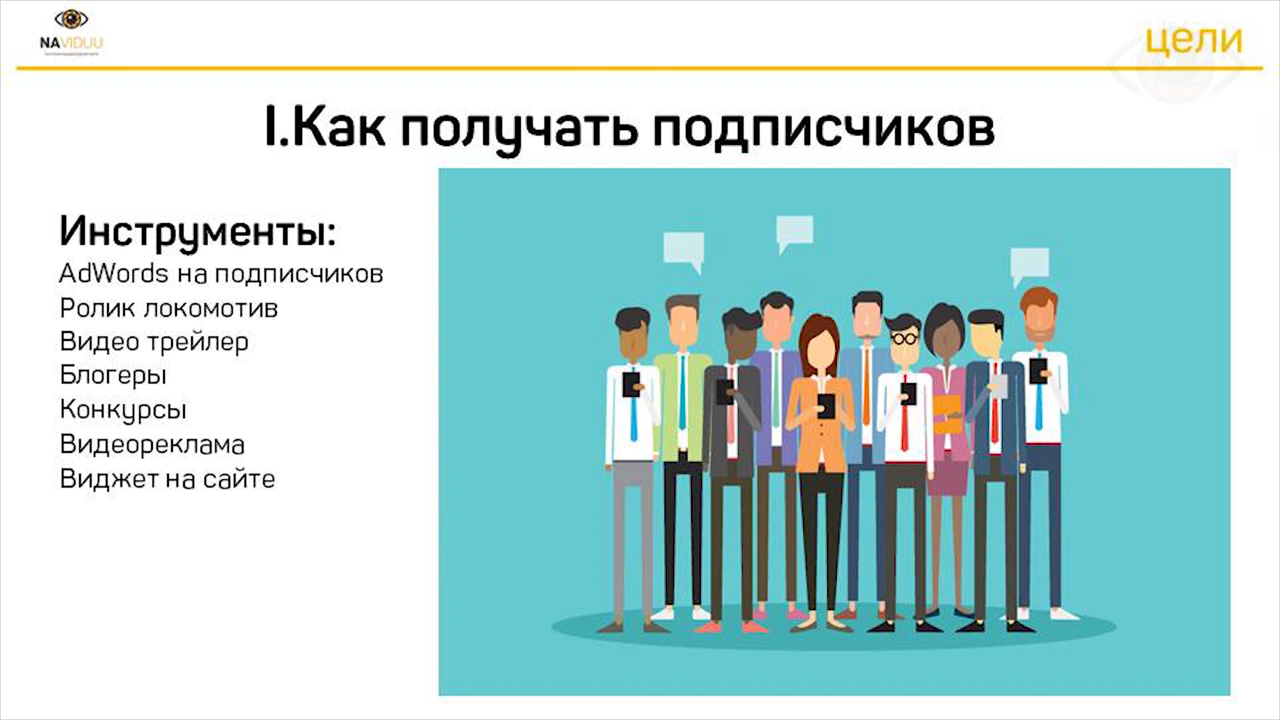 NAVIDUU
цели
I.Как получать подписчиков
Инструменты:
AdWords на подписчиков
Ролик локомотив
Видео трейлер
Блогеры
Конкурсы
Видеореклама
Виджет на сайте